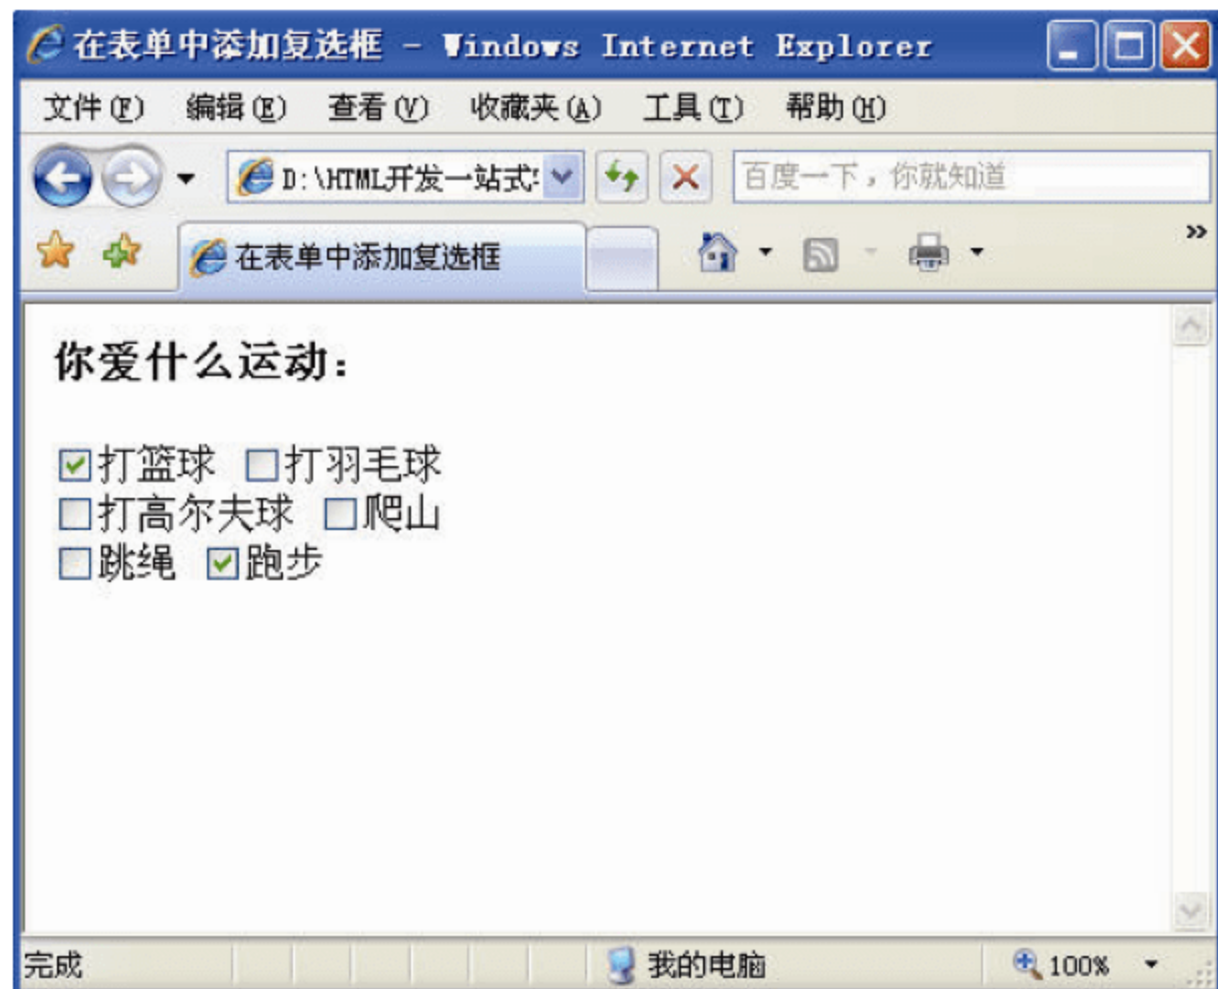 在表单中添加复选框 - Windows Internet Explorer
文件(F) 编辑(E) 查看(V) 收藏夹(A) 工具(T) 帮助(H)
D:\HTML开发一站式 百度一下，你就知道
在表单中添加复选框 »
你爱什么运动：
打篮球 打羽毛球
打高尔夫球 爬山
跳绳 跑步
完成 我的电脑 100%